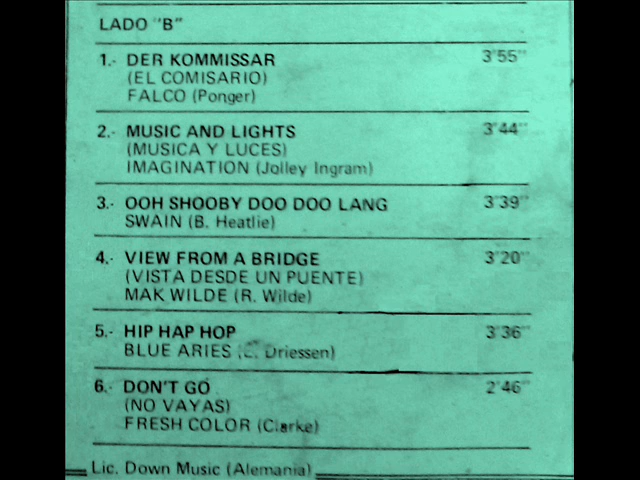 LADO "B"
1.- DER KOMMISSAR 3'55"
(EL COMISARIO)
FALCO (Ponger)
2.- MUSIC AND LIGHTS 3'44"
(MUSICA Y LUCES)
IMAGINATION (Jolley Ingram)
3.- OOH SHOOBY DOO DOO LANG 3'39"
SWAIN (B. Heatlie)
4.- VIEW FROM A BRIDGE 3'20"
(VISTA DESDE UN PUENTE)
MAK WILDE (R. Wilde)
5.- HIP HAP HOP 3'36"
BLUE ARIES (C. Driessen)
6.- DON'T GO 2'46"
(NO VAYAS)
FRESH COLOR (Clarke)
Lic. Down Music (Alemania)